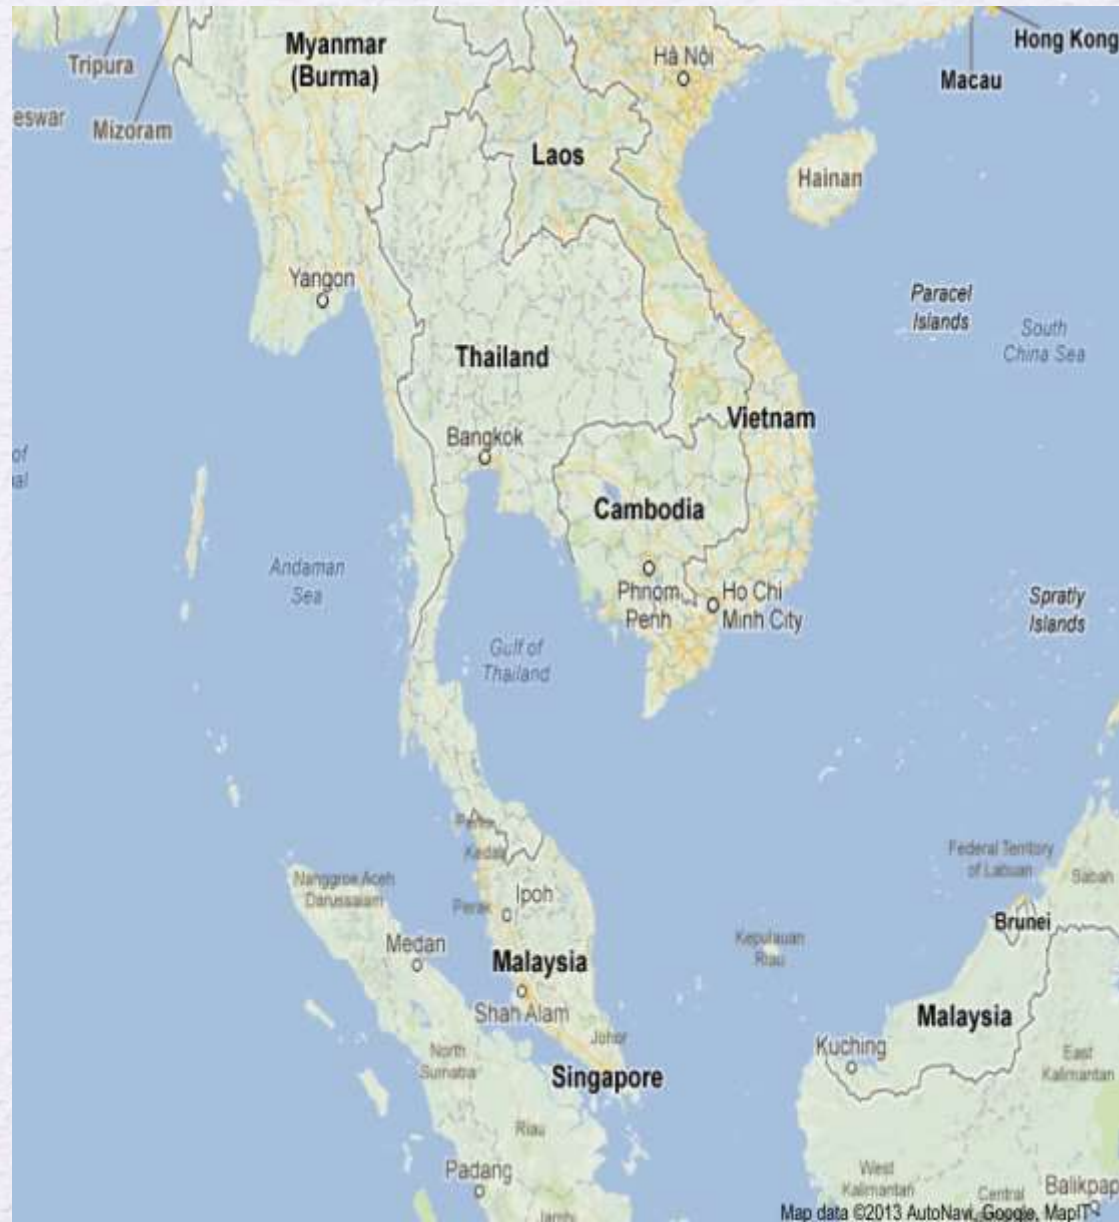 Myanmar
(Burma)
Hà Nội
Hong Kong
Tripura
Macau
eswar
Mizoram
Laos
Hainan
Yangon
Paracel
Islands
South
China Sea
Thailand
Vietnam
Bangkok
of
al
Cambodia
Andaman
Sea
Phnom
Penh
Ho Chi
Minh City
Spratly
Islands
Gulf of
Thailand
Kedah
Federal Territory
of Labuan
Nanggroe Aceh
Darussalam
Sabah
Ipoh
Perak
Brunei
Medan
Kepulauan
Riau
Malaysia
Shah Alam
Malaysia
Johor
Kuching
North
Sumatra
East
Kalimantan
Singapore
Riau
Padang
West
Kalimantan
Central
Balikpap
Jambi
Map data ©2013 AutoNavi, Google, MapIT